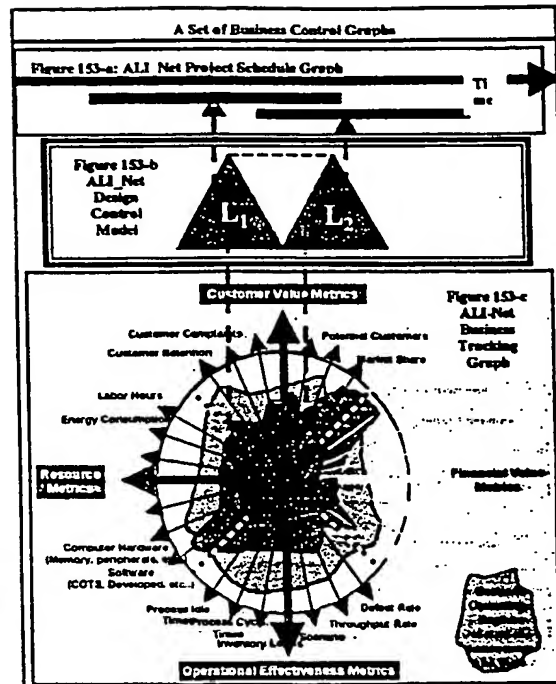 A Set of Business Control Graphs
Figure 153-a: ALI_Net Project Schedule Graph
Ti
me
Figure 153-b
ALI_Net
Design
Control
Model
L1
L2
Figure 153-c
ALI-Net
Business
Tracking
Graph
Customer Value Metrics
Customer Complaints
Potential Customers
Customer Retention
Market Share
Labor Hours
Energy Consumption
Resource
Metrics
Financial Value
Metrics
Computer Hardware
(Memory, peripherals,
Software
(COTS, Developed, etc..)
Process Idle
Time
Process Cycle
Time
Inventory
Scenario
Throughput Rate
Defect Rate
Operational Effectiveness Metrics